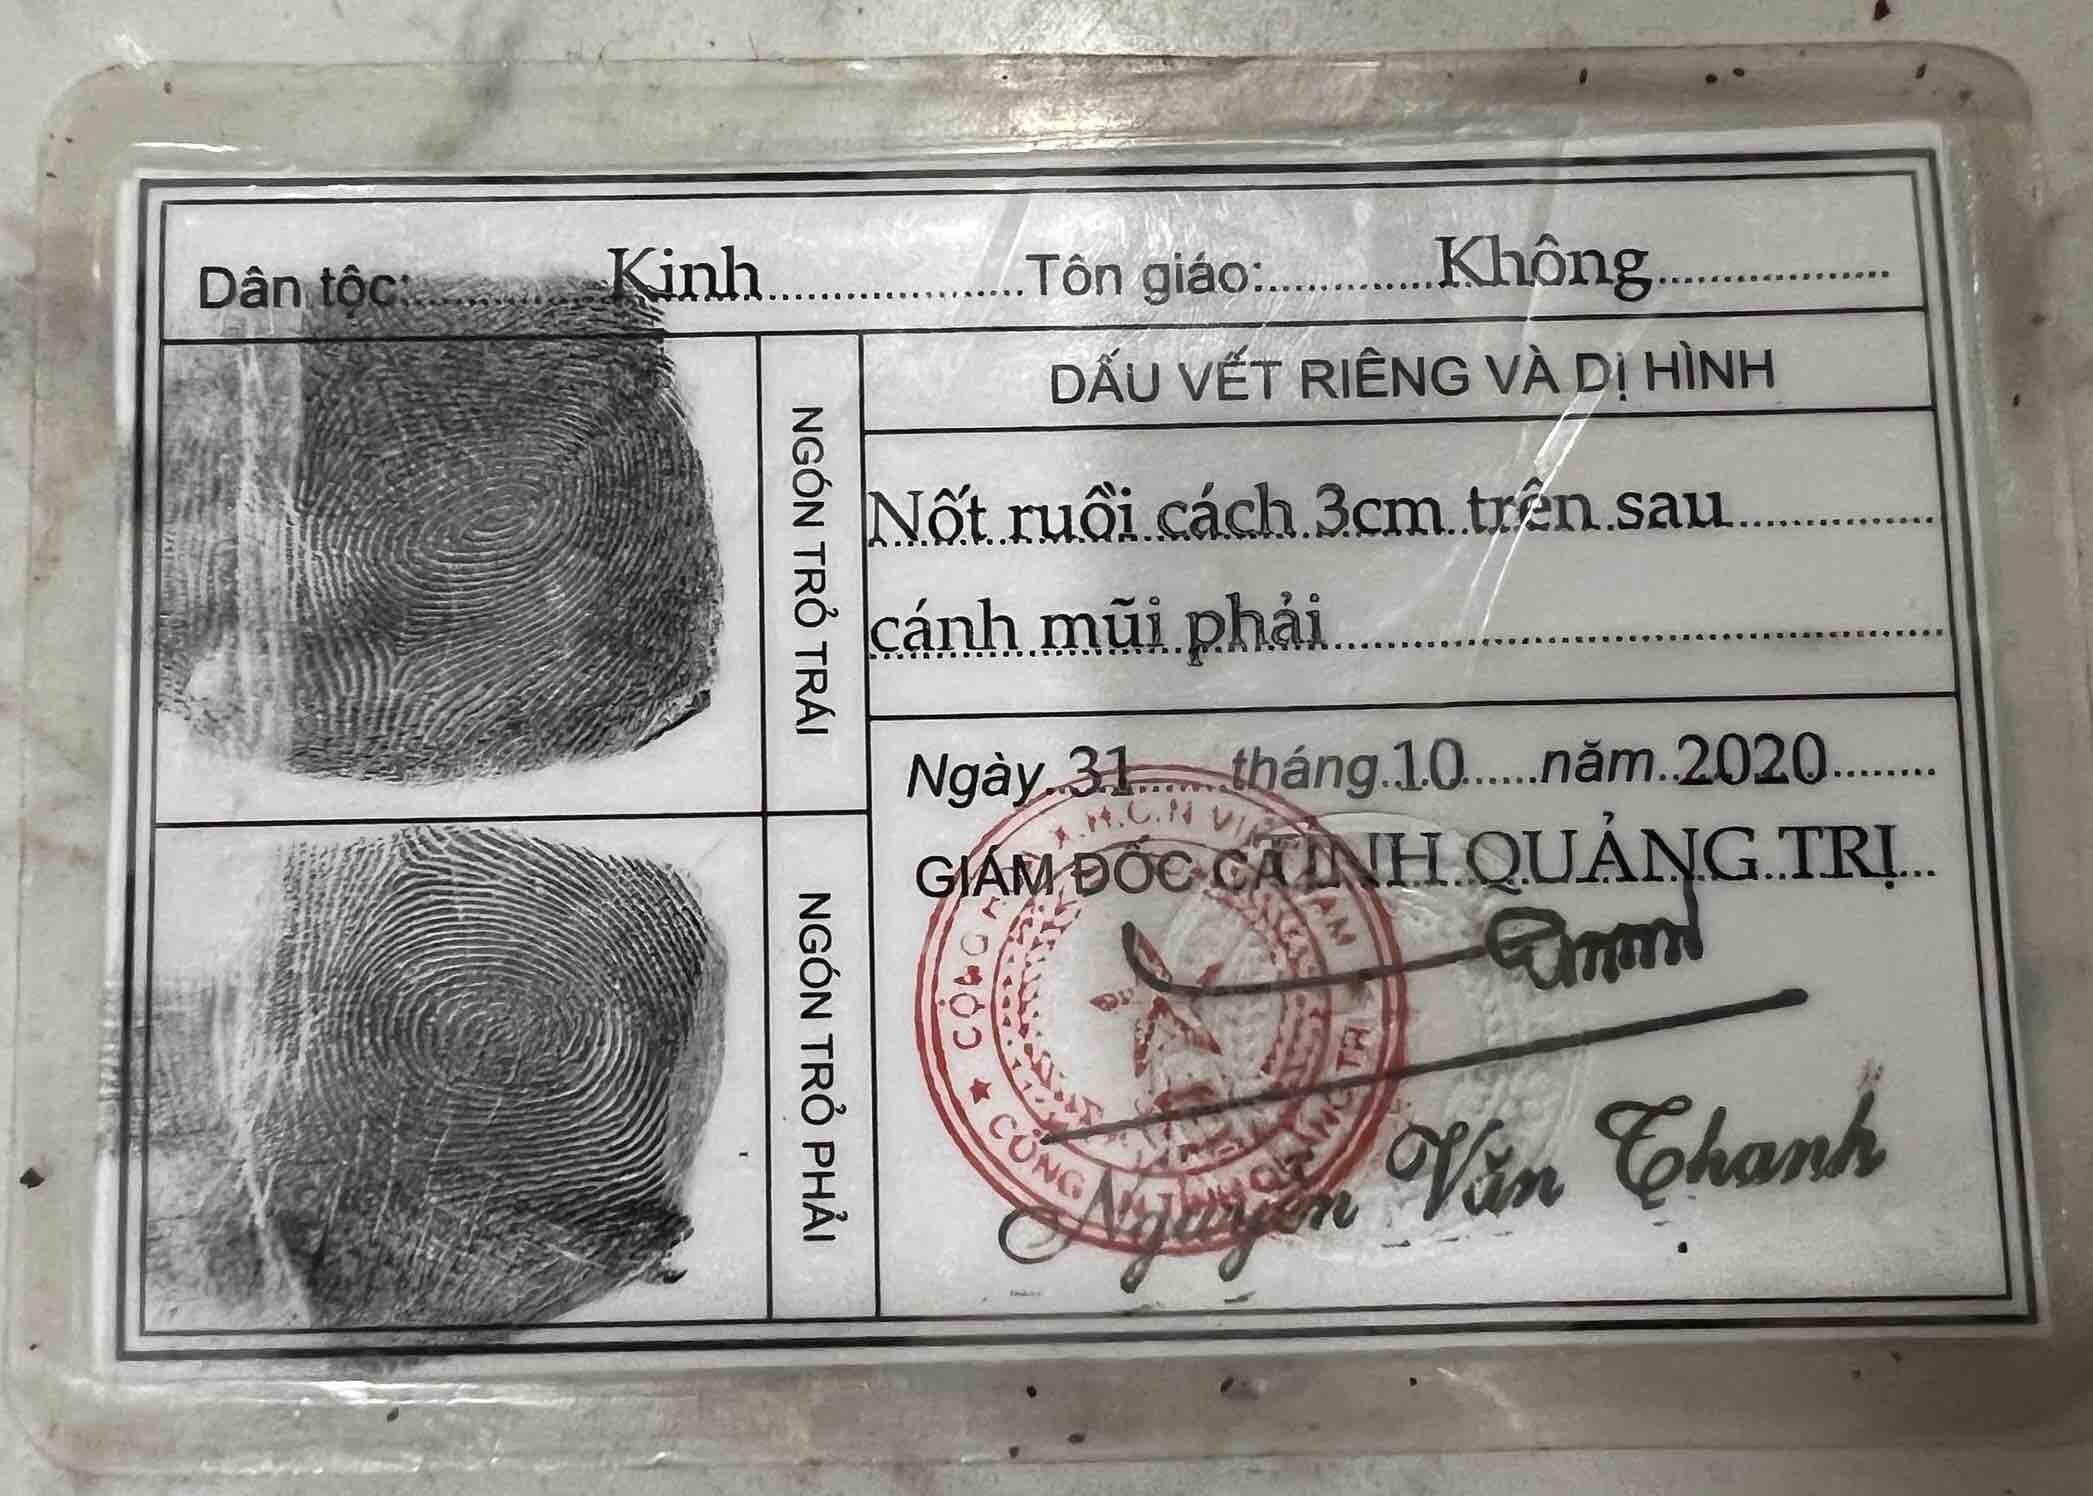 Dân tộc: Kinh Tôn giáo: Không
DẤU VẾT RIÊNG VÀ DỊ HÌNH
NGÓN TRỎ TRÁI
Nốt ruồi cách 3cm trên sau
cánh mũi phải
Ngày 31 tháng 10 năm 2020
GIÁM ĐỐC CA TỈNH QUẢNG TRỊ
NGÓN TRỎ PHẢI
Nguyễn Văn Thanh